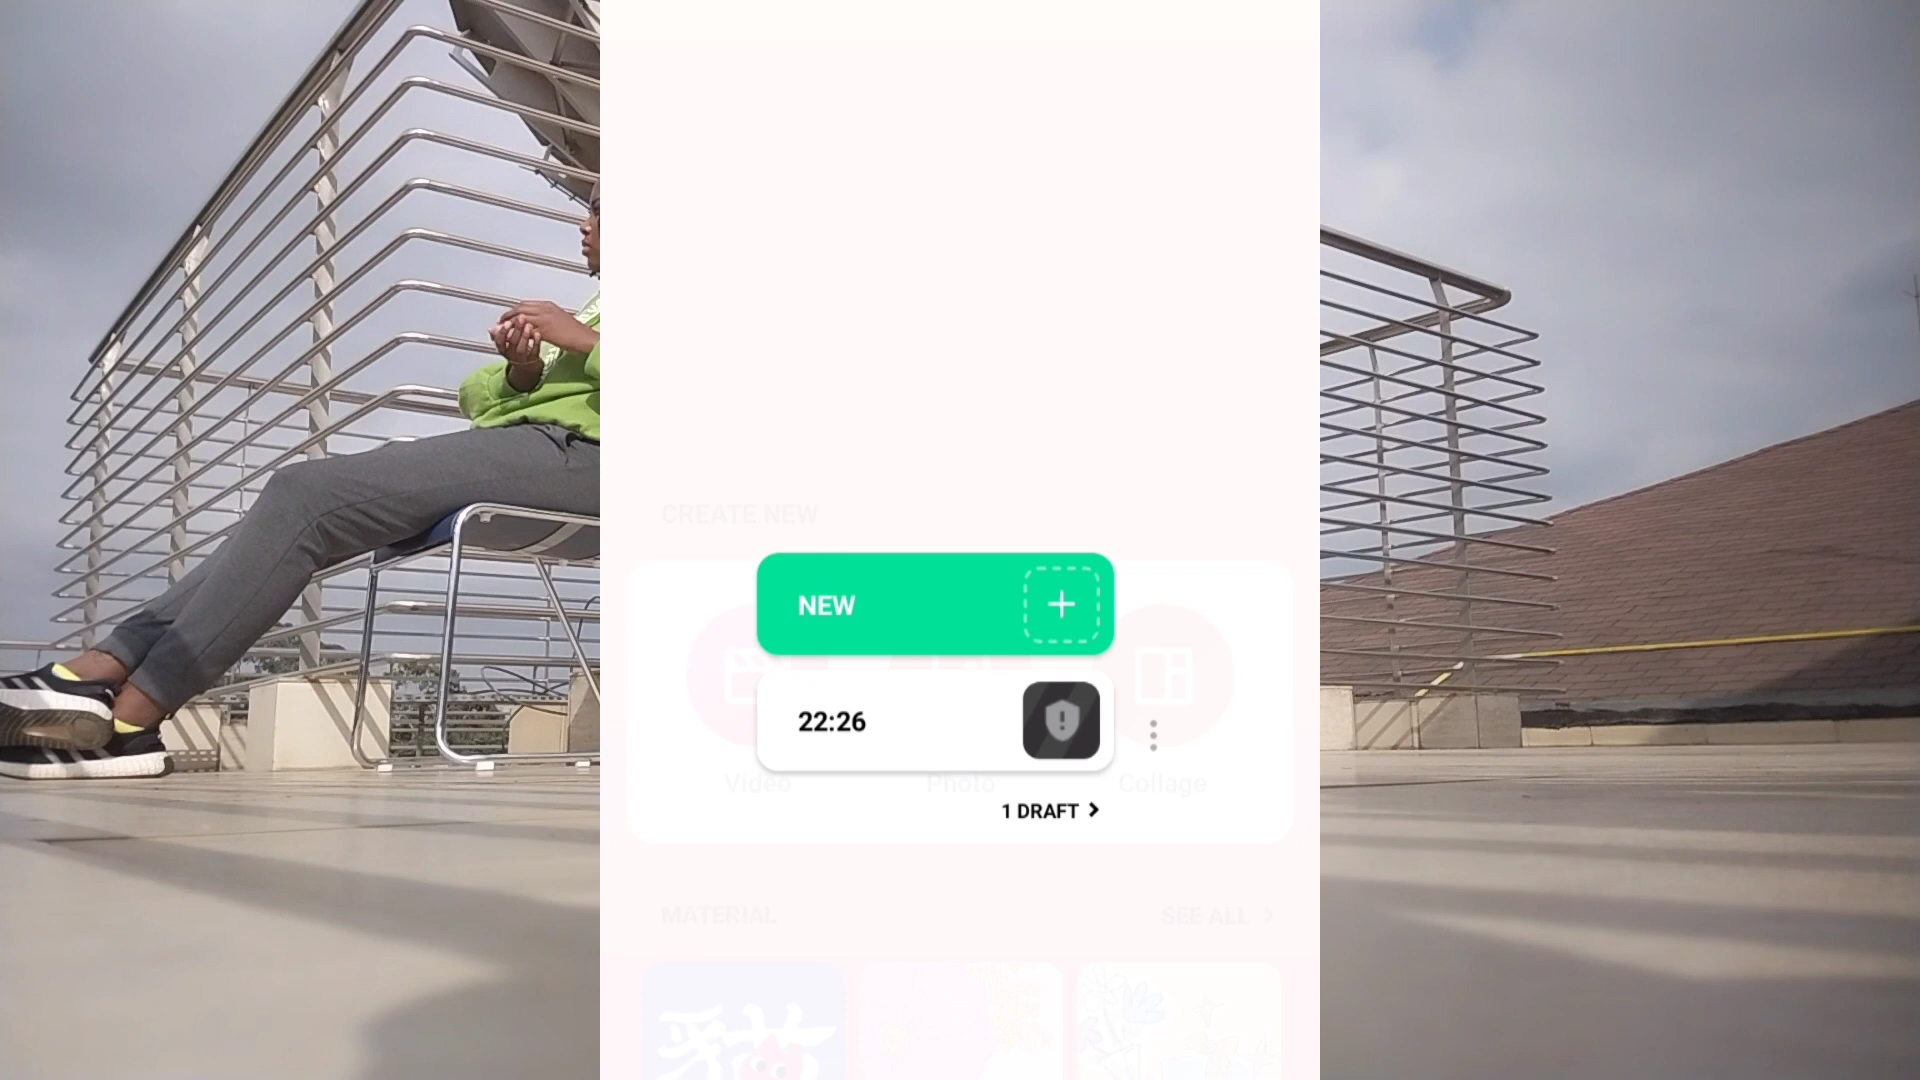 CREATE NEW
NEW
22:26
Video
Photo
Collage
1 DRAFT
MATERIAL
SEE ALL